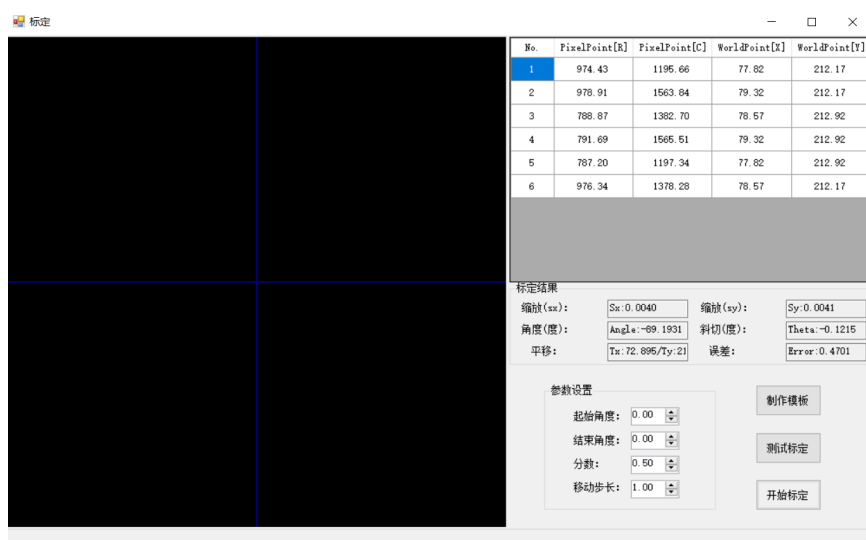 标定
No. PixelPoint[R] PixelPoint[C] WorldPoint[X] WorldPoint[Y]
1 974.43 1195.66 77.82 212.17
2 978.91 1563.84 79.32 212.17
3 788.87 1382.70 78.57 212.92
4 791.69 1565.51 79.32 212.92
5 787.20 1197.34 77.82 212.92
6 976.34 1378.28 78.57 212.17
标定结果
缩放(sx): Sx:0.0040 缩放(sy): Sy:0.0041
角度(度): Angle:-89.1931 斜切(度): Theta:-0.1215
平移: Tx:72.895/Ty:21 误差: Error:0.4701
参数设置
起始角度: 0.00
制作模板
结束角度: 0.00
测试标定
分数: 0.50
移动步长: 1.00
开始标定